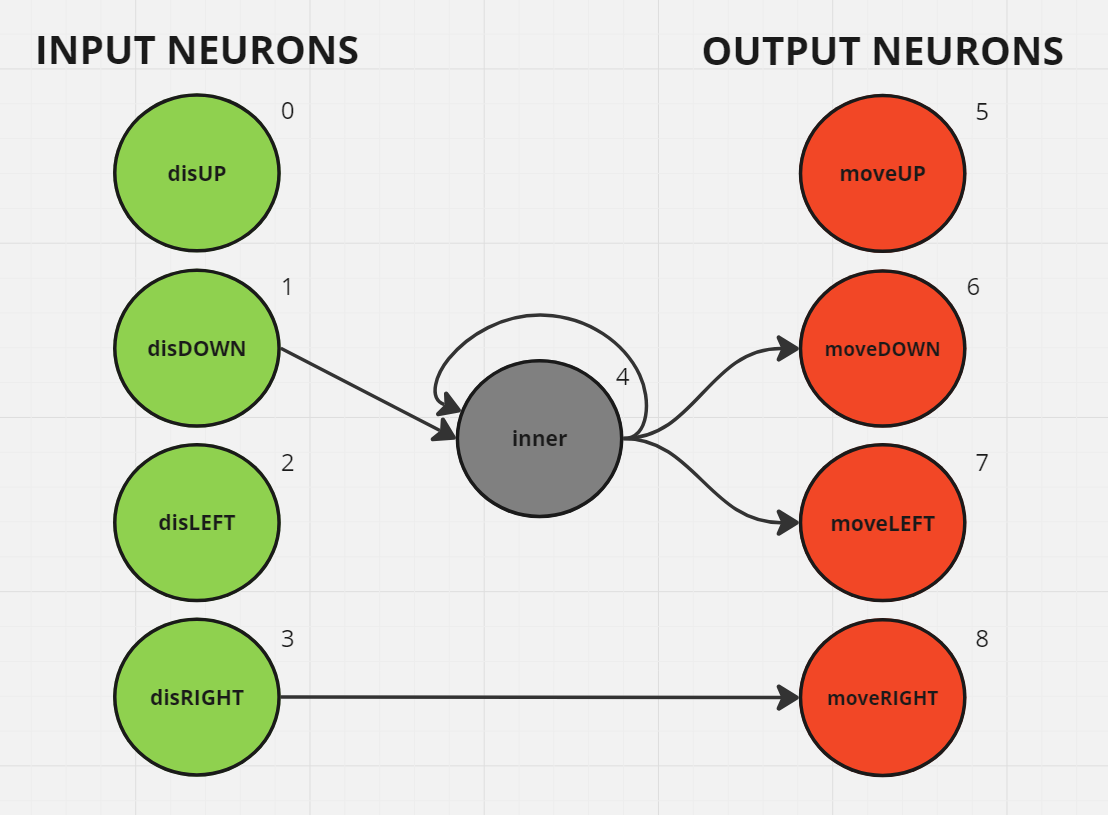 INPUT NEURONS
OUTPUT NEURONS
0
disUP
5
moveUP
1
disDOWN
6
moveDOWN
4
inner
2
disLEFT
7
moveLEFT
3
disRIGHT
8
moveRIGHT